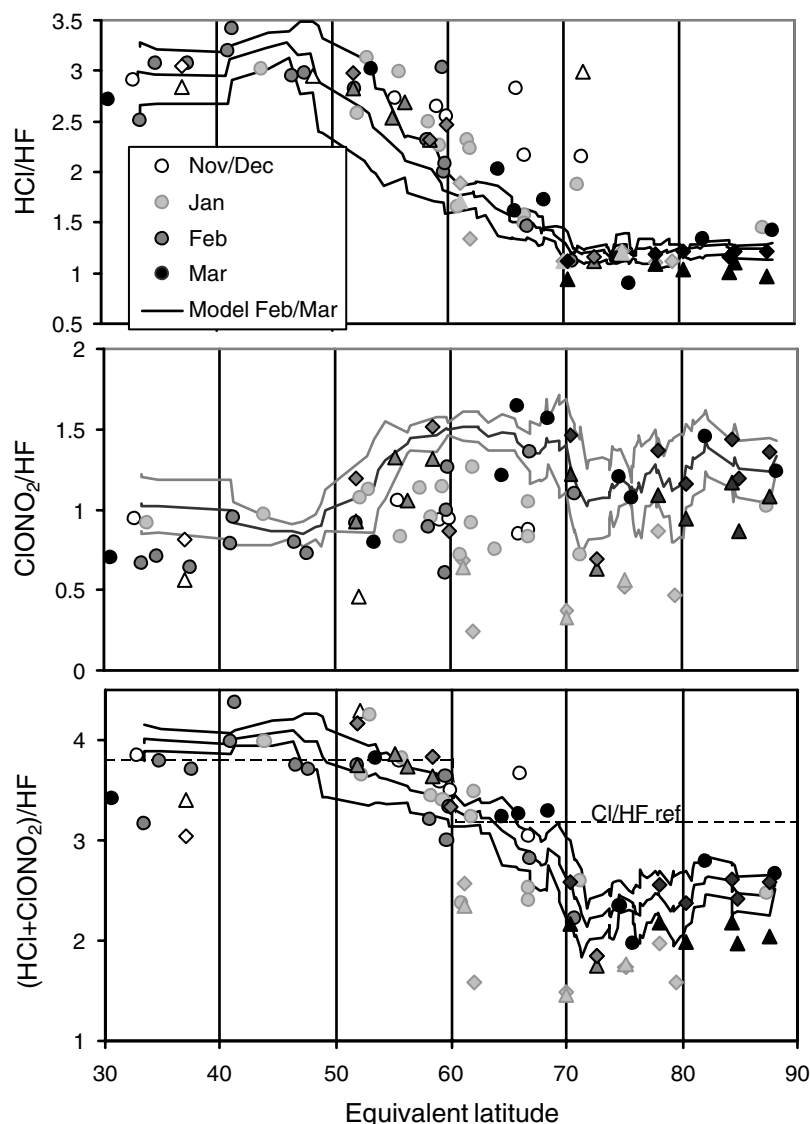 3.5
3
2.5
2
1.5
1
0.5
HCl/HF
Nov/Dec
Jan
Feb
Mar
Model Feb/Mar
2
1.5
1
0.5
0
ClONO₂/HF
4
3
2
1
(HCl+ClONO₂)/HF
Cl/HF ref
30 40 50 60 70 80 90
Equivalent latitude